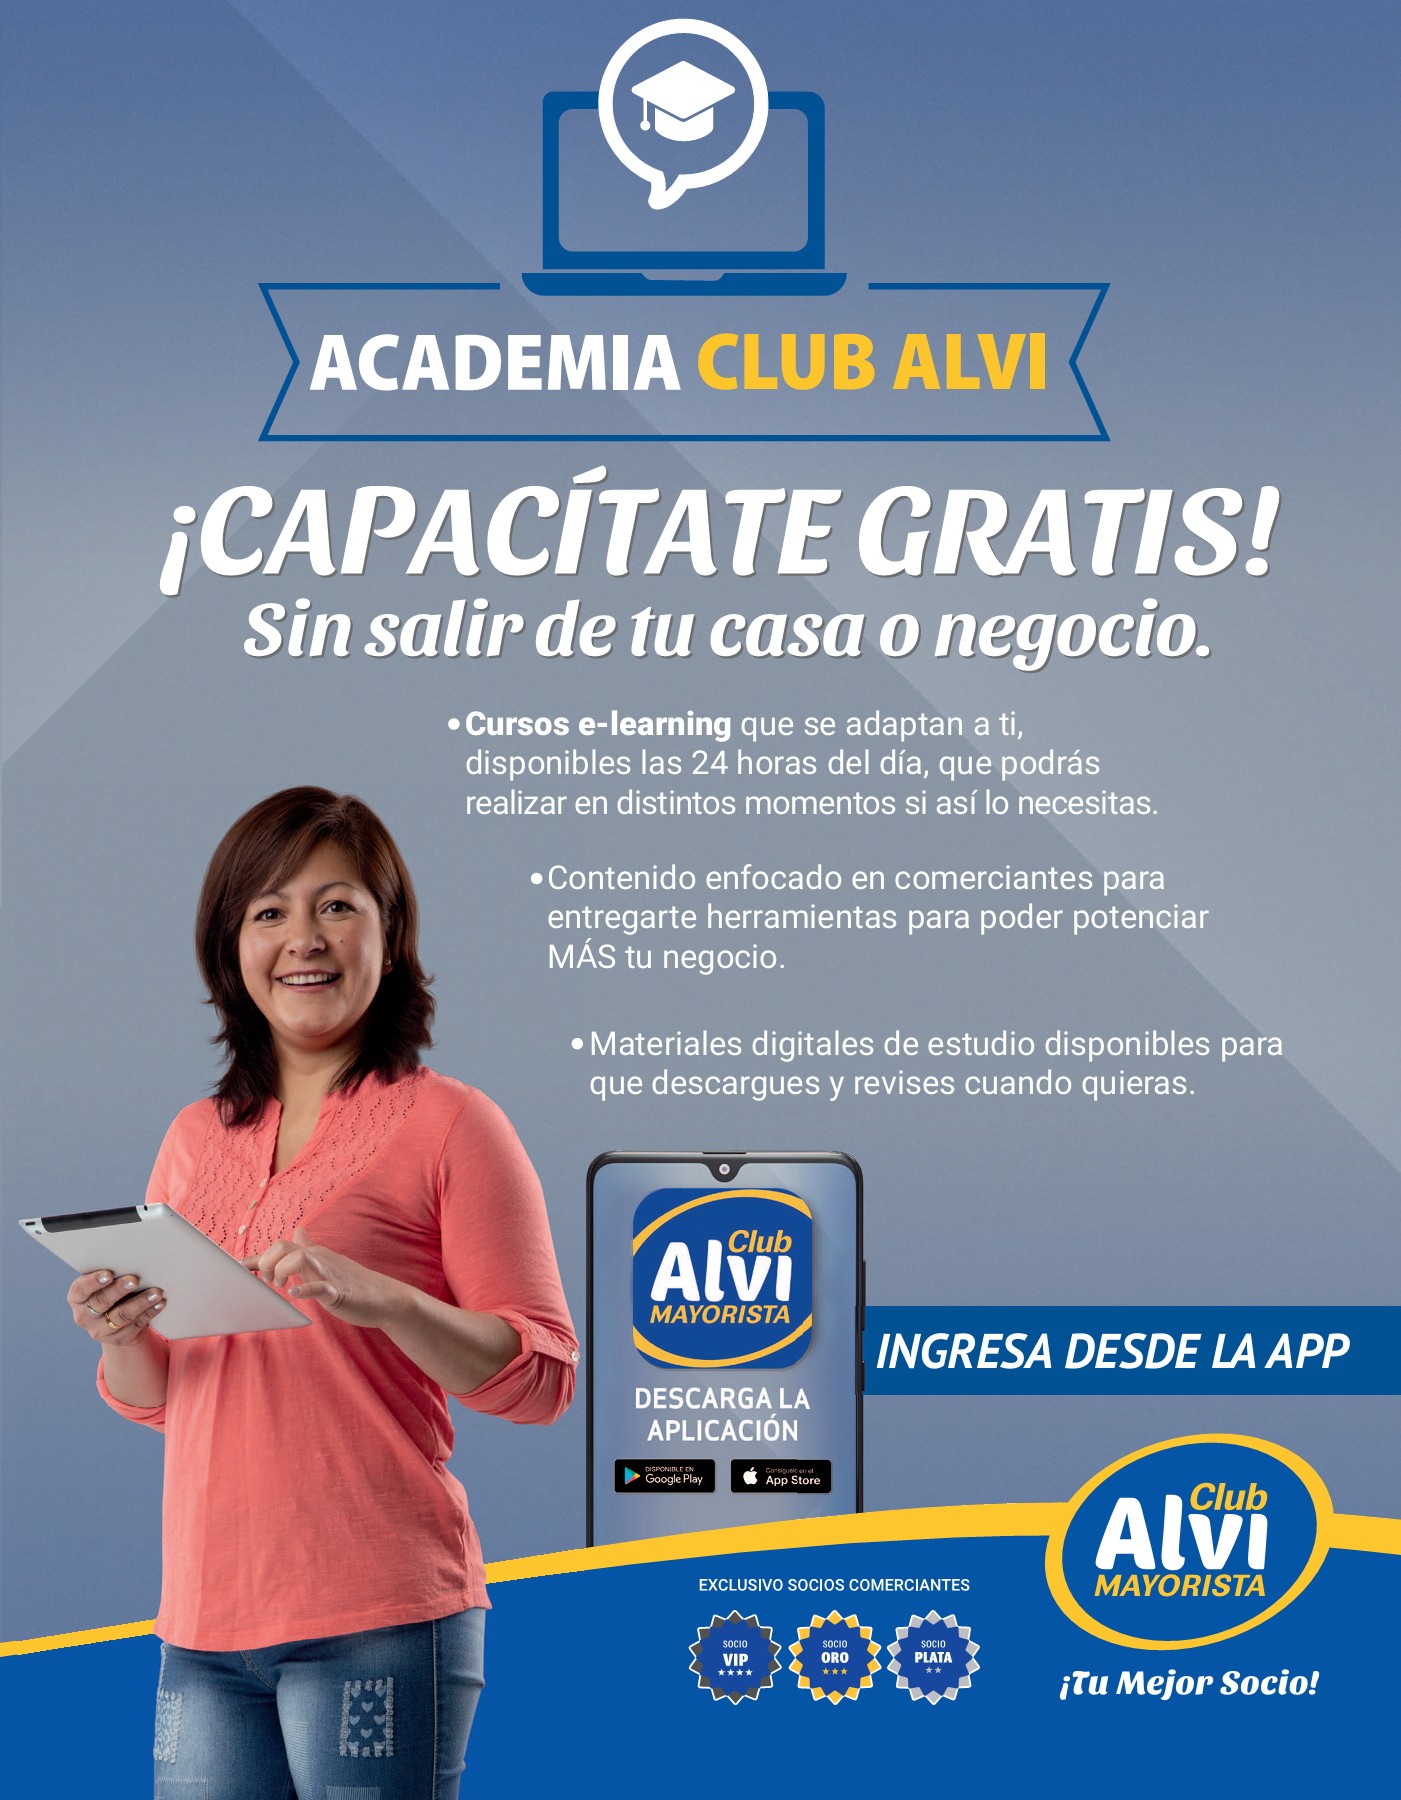 ACADEMIA CLUB ALVI
¡CAPACÍTATE GRATIS!
Sin salir de tu casa o negocio.
•Cursos e-learning que se adaptan a ti,
disponibles las 24 horas del día, que podrás
realizar en distintos momentos si así lo necesitas.
•Contenido enfocado en comerciantes para
entregarte herramientas para poder potenciar
MÁS tu negocio.
•Materiales digitales de estudio disponibles para
que descargues y revises cuando quieras.
Club
Alvi
MAYORISTA
INGRESA DESDE LA APP
DESCARGA LA
APLICACIÓN
DISPONIBLE EN
Google Play
Consíguelo en el
App Store
EXCLUSIVO SOCIOS COMERCIANTES
SOCIO
VIP
SOCIO
ORO
SOCIO
PLATA
Club
Alvi
MAYORISTA
¡Tu Mejor Socio!